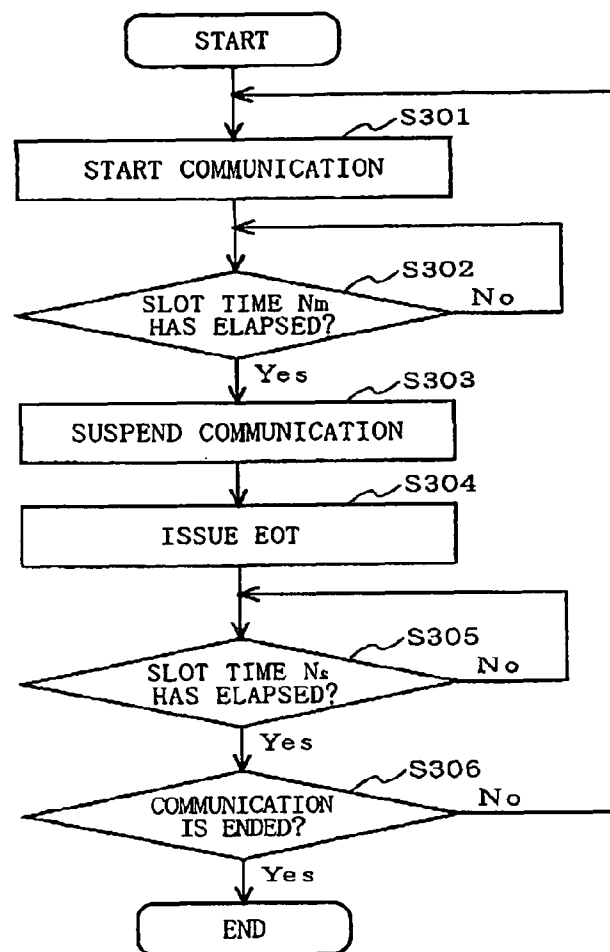 START
S301
START COMMUNICATION
S302
SLOT TIME Nm
HAS ELAPSED?
No
Yes
S303
SUSPEND COMMUNICATION
S304
ISSUE EOT
S305
SLOT TIME Ns
HAS ELAPSED?
No
Yes
S306
COMMUNICATION
IS ENDED?
No
Yes
END